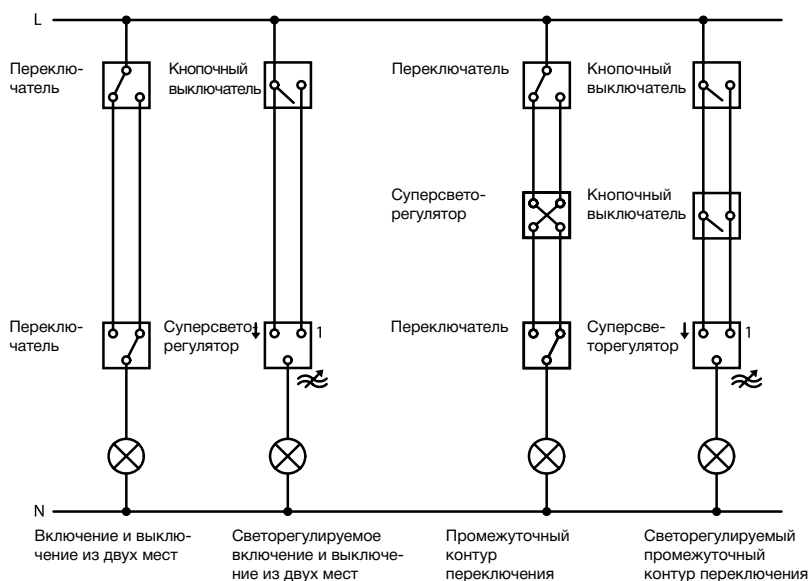 L
Переклю-
чатель
Кнопочный
выключатель
Переключатель
Кнопочный
выключатель
Суперсвето-
регулятор
Кнопочный
выключатель
Переклю-
чатель
Суперсвето-
регулятор
1
Переключатель
Суперсве-
торегулятор
1
N
Включение и выклю-
чение из двух мест
Светорегулируемое
включение и выключе-
ние из двух мест
Промежуточный
контур
переключения
Светорегулируемый
промежуточный
контур переключения